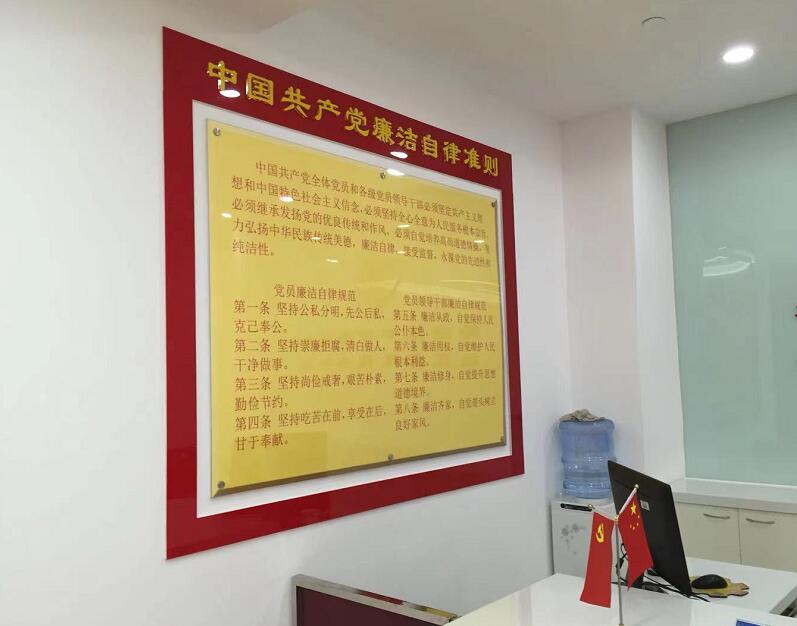 中国共产党廉洁自律准则
中国共产党全体党员和各级党员领导干部必须坚定共产主义理
想和中国特色社会主义信念,必须坚持全心全意为人民服务根本宗旨,
必须继承发扬党的优良传统和作风,必须自觉培养高尚道德情操,努
力弘扬中华民族传统美德,廉洁自律,接受监督,永葆党的先进性和
纯洁性。
党员廉洁自律规范
第一条 坚持公私分明,先公后私,
克己奉公。
第二条 坚持崇廉拒腐,清白做人,
干净做事。
第三条 坚持尚俭戒奢,艰苦朴素,
勤俭节约。
第四条 坚持吃苦在前,享受在后,
甘于奉献。
党员领导干部廉洁自律规范
第五条 廉洁从政,自觉保持人民
公仆本色。
第六条 廉洁用权,自觉维护人民
根本利益。
第七条 廉洁修身,自觉提升思想
道德境界。
第八条 廉洁齐家,自觉带头树立
良好家风。